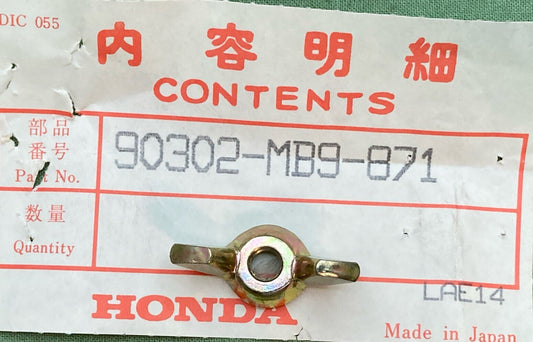 DIC 055
内容明細
CONTENTS
部品
番号
Part No.
90302-MB9-871
数量
Quantity
LAE14
HONDA
Made in Japan